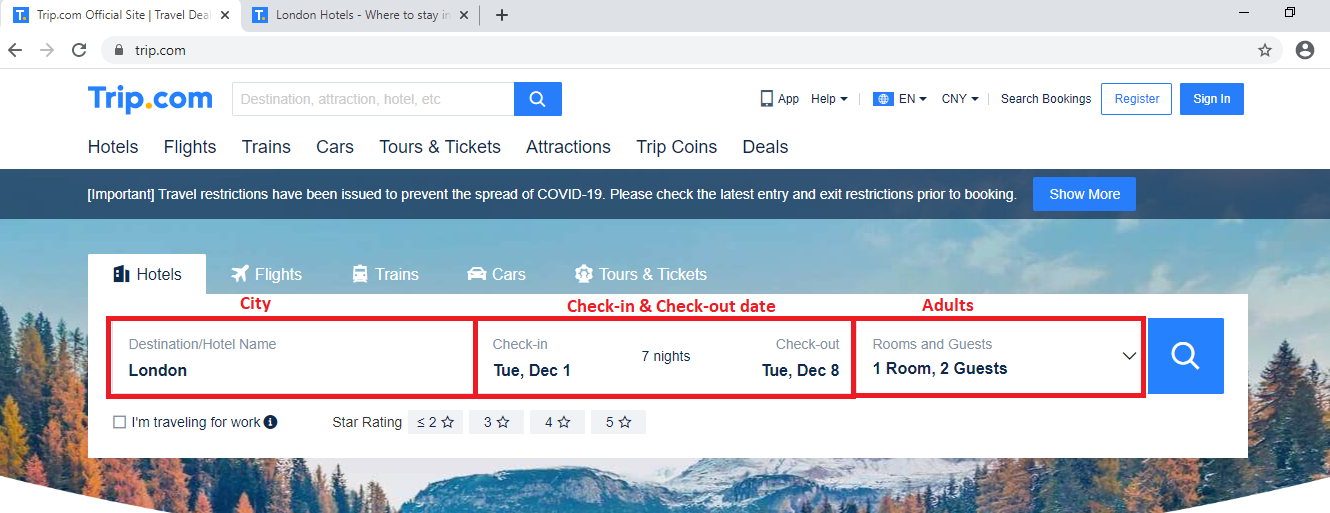 Trip.com Official Site | Travel Deal
London Hotels - Where to stay in
trip.com
Trip.com
Destination, attraction, hotel, etc
App Help EN CNY Search Bookings Register Sign In
Hotels Flights Trains Cars Tours & Tickets Attractions Trip Coins Deals
[Important] Travel restrictions have been issued to prevent the spread of COVID-19. Please check the latest entry and exit restrictions prior to booking. Show More
Hotels Flights Trains Cars Tours & Tickets
City Check-in & Check-out date Adults
Destination/Hotel Name
London
Check-in
Tue, Dec 1
7 nights
Check-out
Tue, Dec 8
Rooms and Guests
1 Room, 2 Guests
I'm traveling for work Star Rating ≤ 2 3 4 5